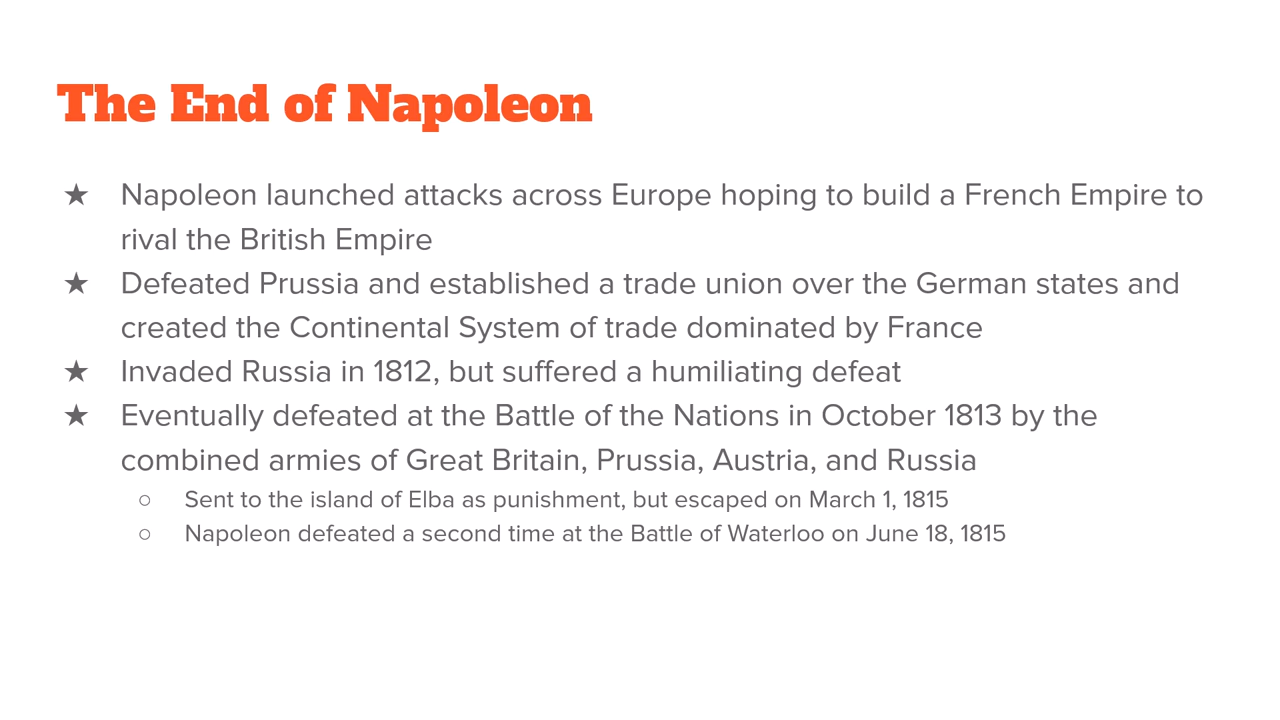 The End of Napoleon
★ Napoleon launched attacks across Europe hoping to build a French Empire to
rival the British Empire
★ Defeated Prussia and established a trade union over the German states and
created the Continental System of trade dominated by France
★ Invaded Russia in 1812, but suffered a humiliating defeat
★ Eventually defeated at the Battle of the Nations in October 1813 by the
combined armies of Great Britain, Prussia, Austria, and Russia
○ Sent to the island of Elba as punishment, but escaped on March 1, 1815
○ Napoleon defeated a second time at the Battle of Waterloo on June 18, 1815